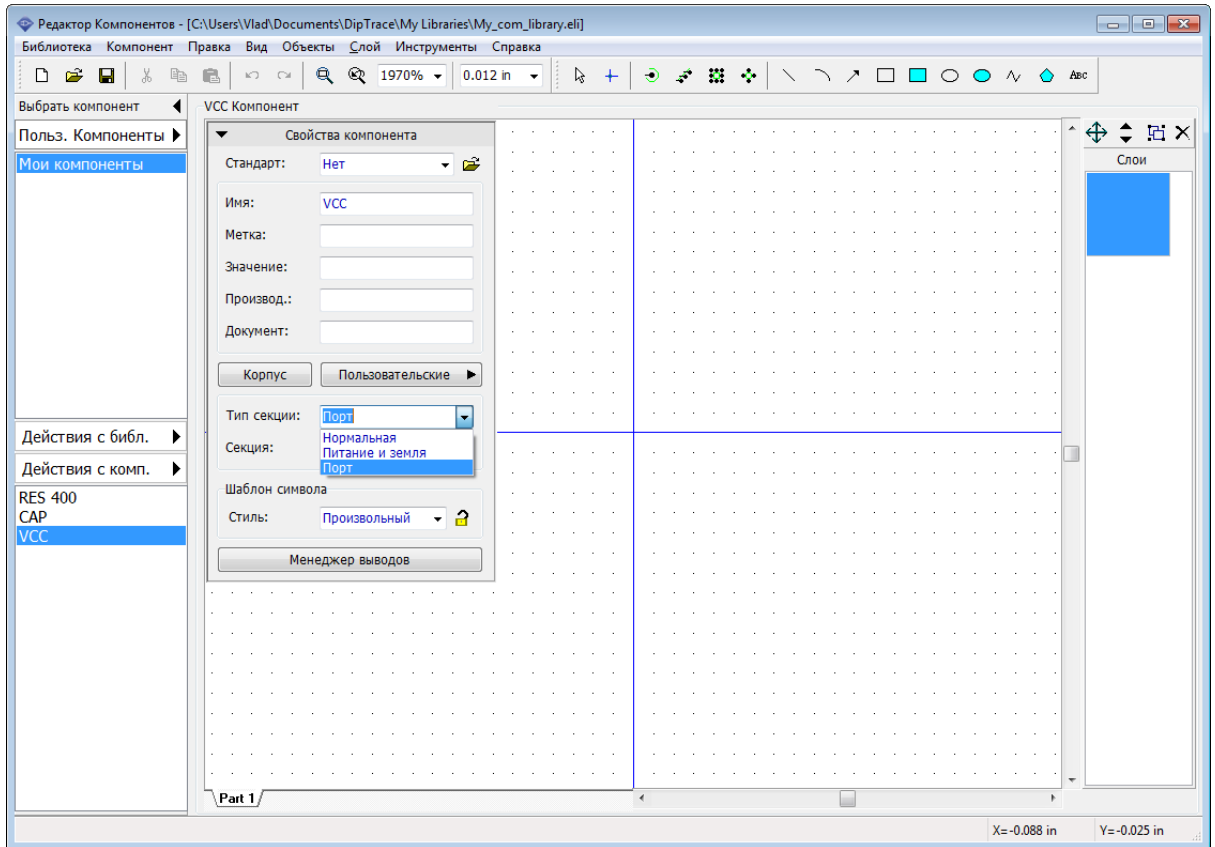 Редактор Компонентов - [C:\Users\Vlad\Documents\DipTrace\My Libraries\My_com_library.eli]
Библиотека Компонент Правка Вид Объекты Слой Инструменты Справка
1970% 0.012 in ABC
Выбрать компонент
Польз. Компоненты
Мои компоненты
Действия с библ.
Действия с комп.
RES 400
CAP
VCC
VCC Компонент
Свойства компонента
Стандарт: Нет
Имя: VCC
Метка:
Значение:
Производ.:
Документ:
Корпус Пользовательские
Тип секции: Порт
Нормальная
Питание и земля
Порт
Секция:
Шаблон символа
Стиль: Произвольный
Менеджер выводов
Part 1
Слои
X=-0.088 in Y=-0.025 in